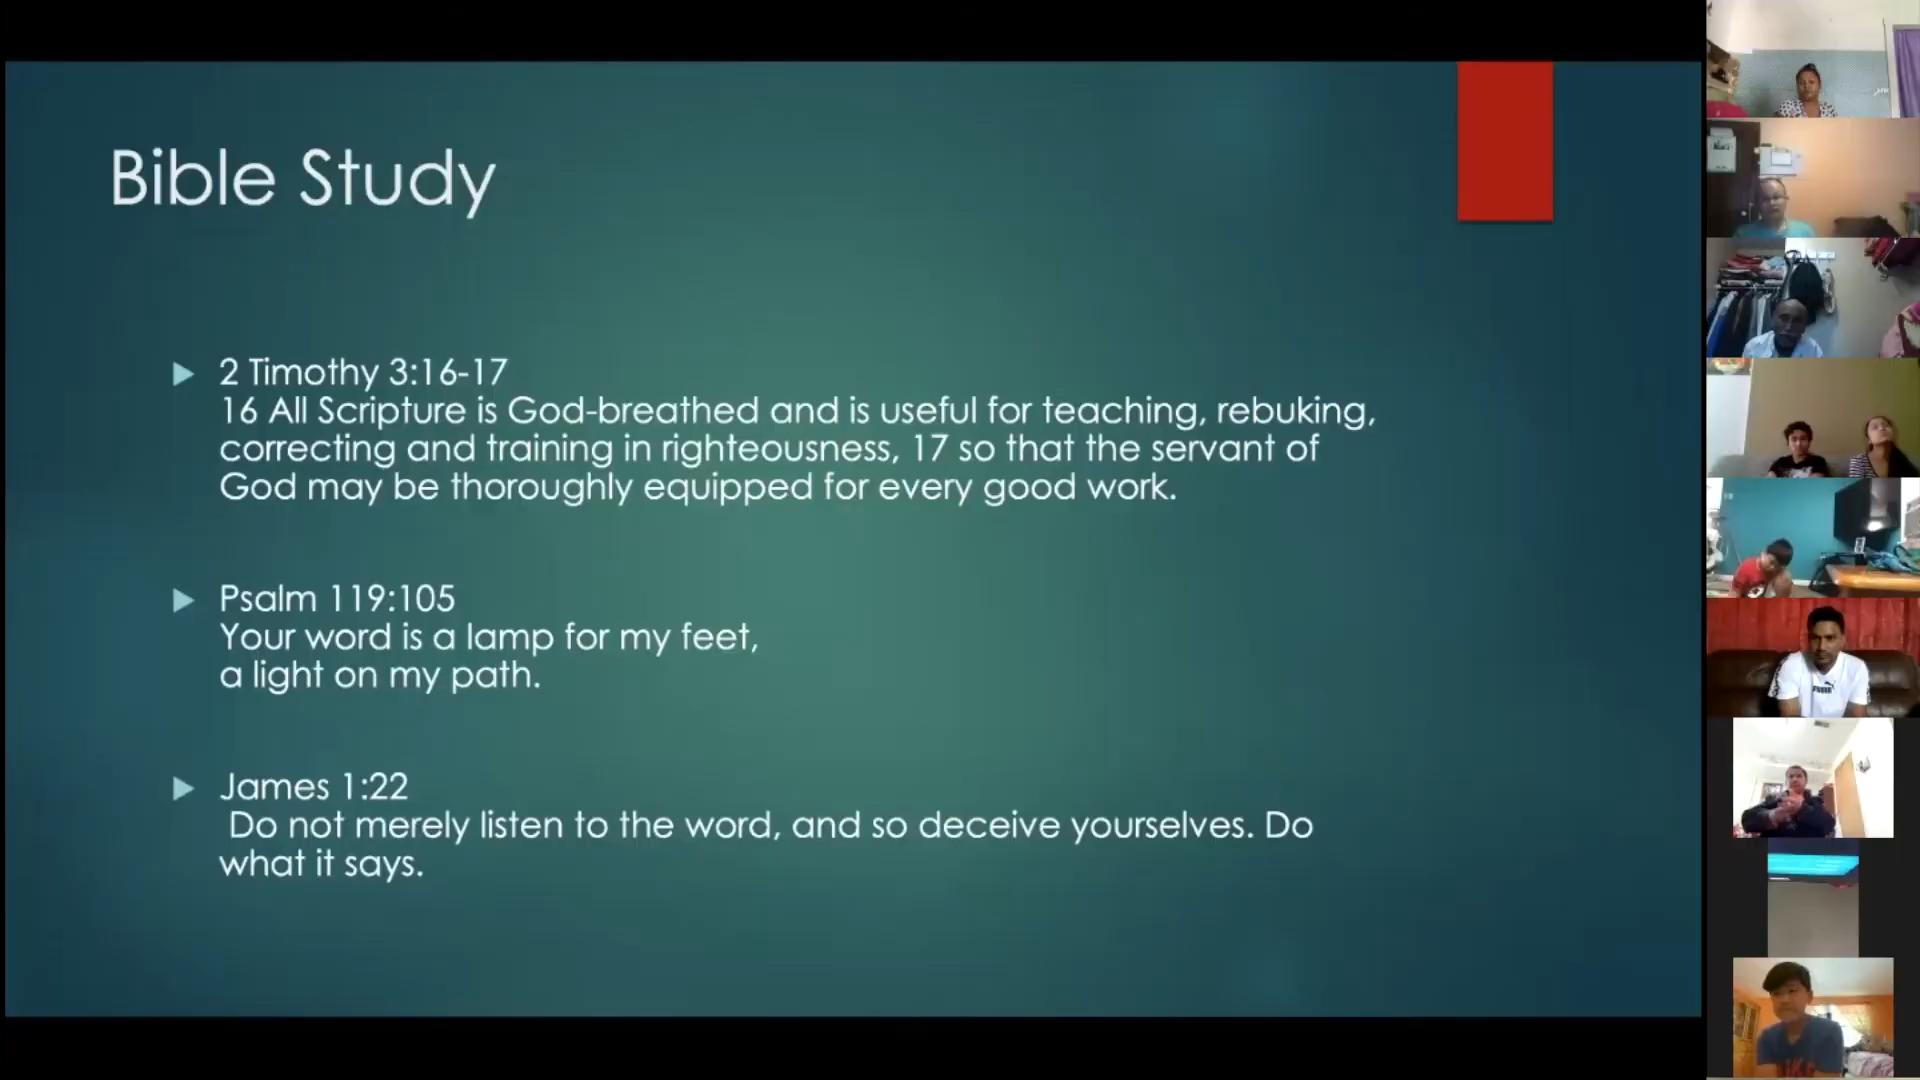 Bible Study
2 Timothy 3:16-17
16 All Scripture is God-breathed and is useful for teaching, rebuking,
correcting and training in righteousness, 17 so that the servant of
God may be thoroughly equipped for every good work.
Psalm 119:105
Your word is a lamp for my feet,
a light on my path.
James 1:22
Do not merely listen to the word, and so deceive yourselves. Do
what it says.